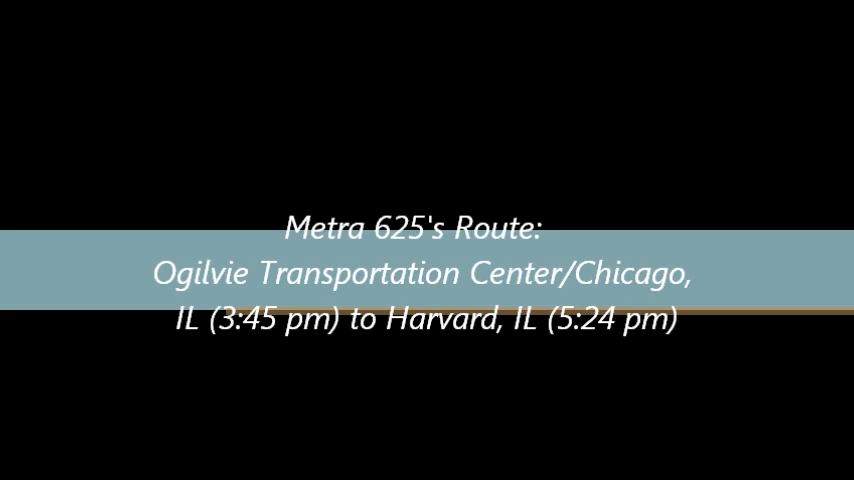 Metra 625's Route:
Ogilvie Transportation Center/Chicago,
IL (3:45 pm) to Harvard, IL (5:24 pm)